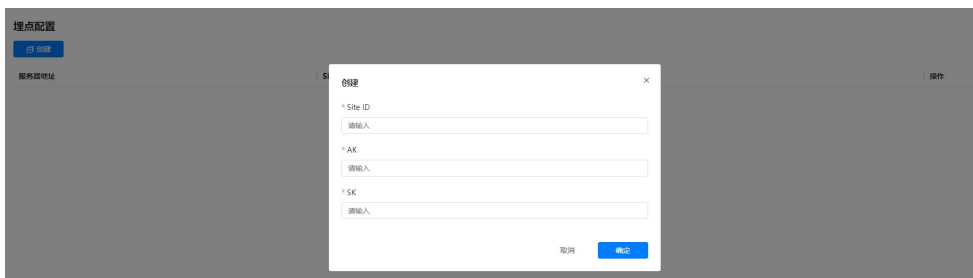 埋点配置
创建
服务器地址 Si 操作
创建
* Site ID
请输入
* AK
请输入
* SK
请输入
取消 确定